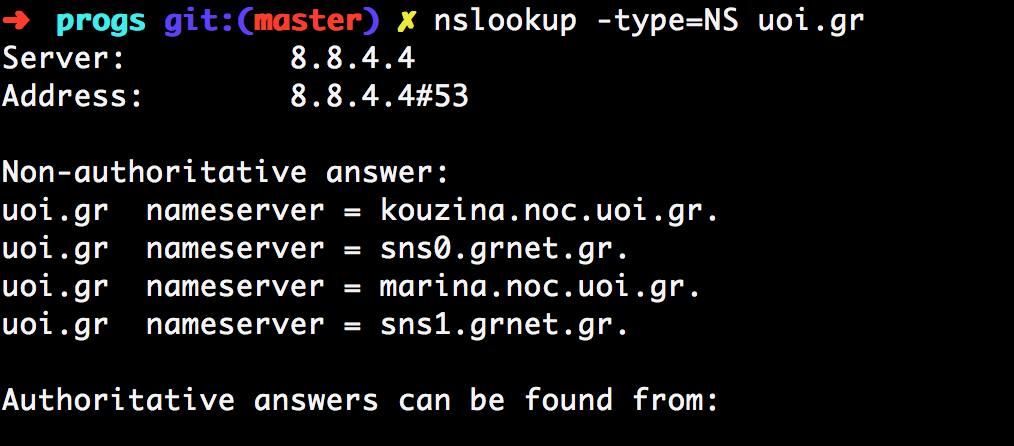 ➜ progs git:(master) ✗ nslookup -type=NS uoi.gr
Server: 8.8.4.4
Address: 8.8.4.4#53
Non-authoritative answer:
uoi.gr nameserver = kouzina.noc.uoi.gr.
uoi.gr nameserver = sns0.grnet.gr.
uoi.gr nameserver = marina.noc.uoi.gr.
uoi.gr nameserver = sns1.grnet.gr.
Authoritative answers can be found from: